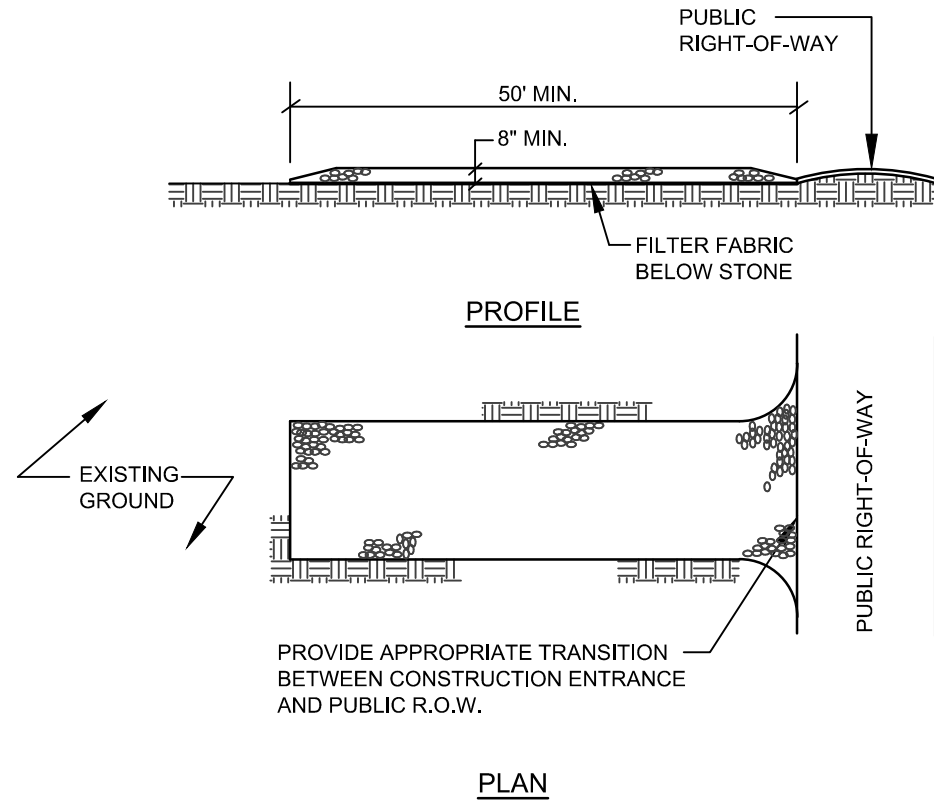 PUBLIC
RIGHT-OF-WAY
50' MIN.
8" MIN.
FILTER FABRIC
BELOW STONE
PROFILE
EXISTING
GROUND
PUBLIC RIGHT-OF-WAY
PROVIDE APPROPRIATE TRANSITION
BETWEEN CONSTRUCTION ENTRANCE
AND PUBLIC R.O.W.
PLAN